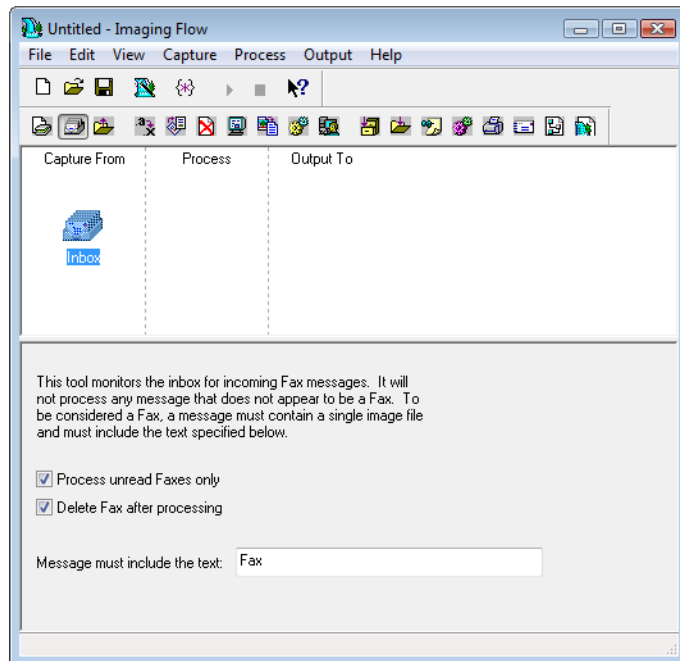 Untitled - Imaging Flow
File Edit View Capture Process Output Help
Capture From Process Output To
Inbox
This tool monitors the inbox for incoming Fax messages. It will
not process any message that does not appear to be a Fax. To
be considered a Fax, a message must contain a single image file
and must include the text specified below.
Process unread Faxes only
Delete Fax after processing
Message must include the text: Fax